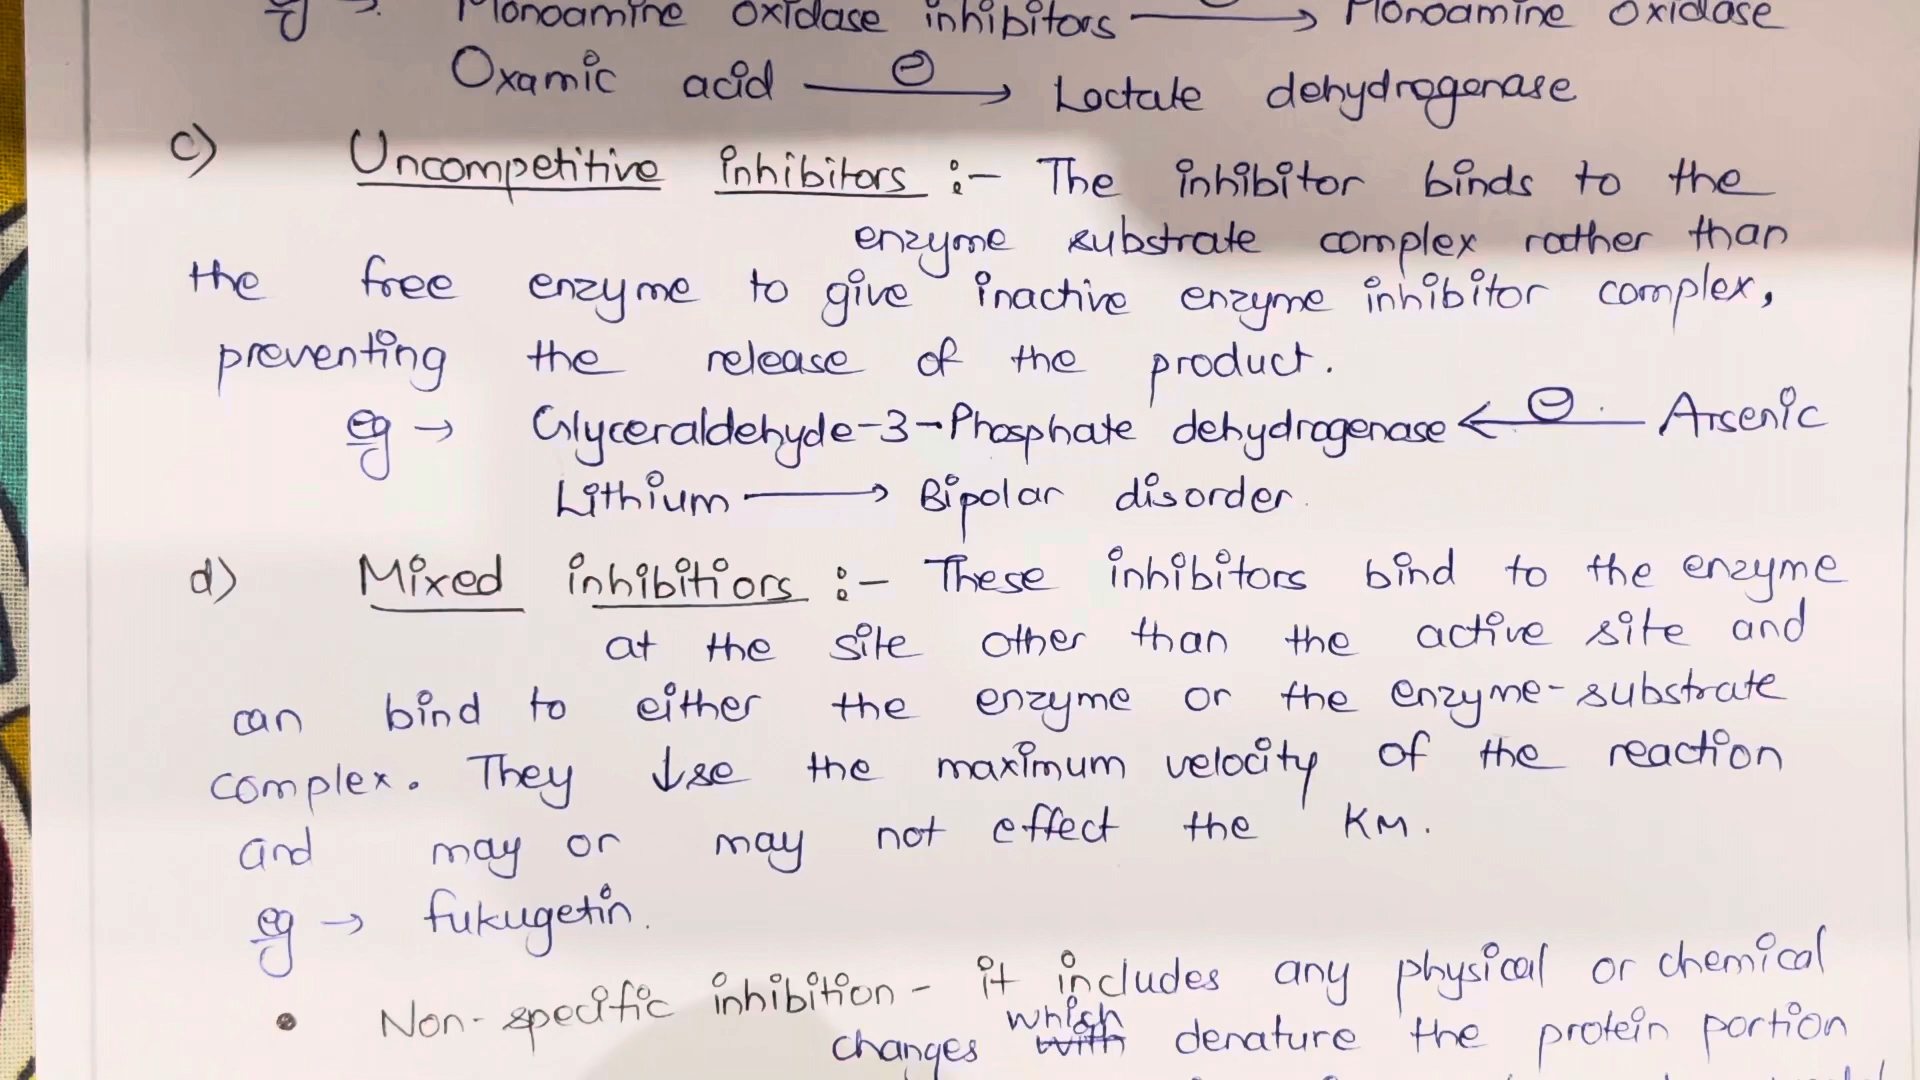 eg →. Monoamine oxidase inhibitors ⟶ Monoamine oxidase
Oxamic acid —⊖→ Lactate dehydrogenase
c) Uncompetitive inhibitors :- The inhibitor binds to the
enzyme substrate complex rather than
the free enzyme to give inactive enzyme inhibitor complex,
preventing the release of the product.
eg → Glyceraldehyde-3-Phosphate dehydrogenase ←⊖— Arsenic
Lithium ⟶ Bipolar disorder.
d) Mixed inhibitiors :- These inhibitors bind to the enzyme
at the site other than the active site and
can bind to either the enzyme or the enzyme-substrate
complex. They ↓se the maximum velocity of the reaction
and may or may not effect the KM.
eg → fukugetin.
• Non-specific inhibition - it includes any physical or chemical
changes which denature the protein portion